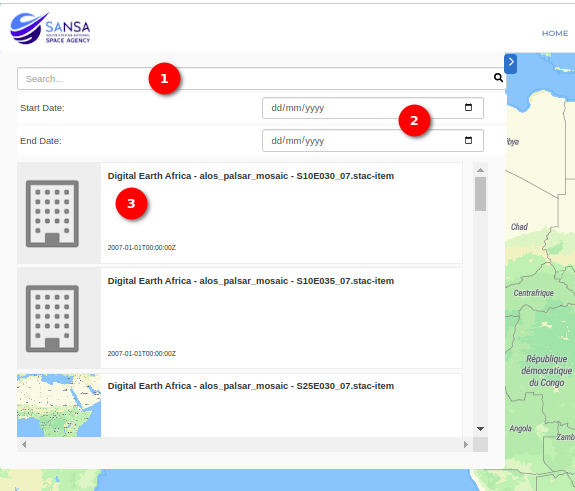 SANSA
SOUTH AFRICAN NATIONAL
SPACE AGENCY
HOME
Search...
1
Start Date:
dd/mm/yyyy
2
End Date:
dd/mm/yyyy
Digital Earth Africa - alos_palsar_mosaic - S10E030_07.stac-item
3
2007-01-01T00:00:00Z
Digital Earth Africa - alos_palsar_mosaic - S10E035_07.stac-item
2007-01-01T00:00:00Z
Digital Earth Africa - alos_palsar_mosaic - S25E030_07.stac-item
ibya
Chad
Centrafrique
République
démocratique
du Congo
Angola
Zamb